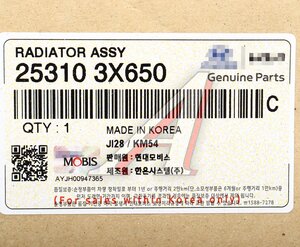 RADIATOR ASSY
25310 3X650
Genuine Parts
C
QTY : 1
MADE IN KOREA
JI28 / KM54
MOBIS
판매원 : 현대모비스
제조원 : 한온시스템(주)
AYJH00947365
(For sales within Korea only)